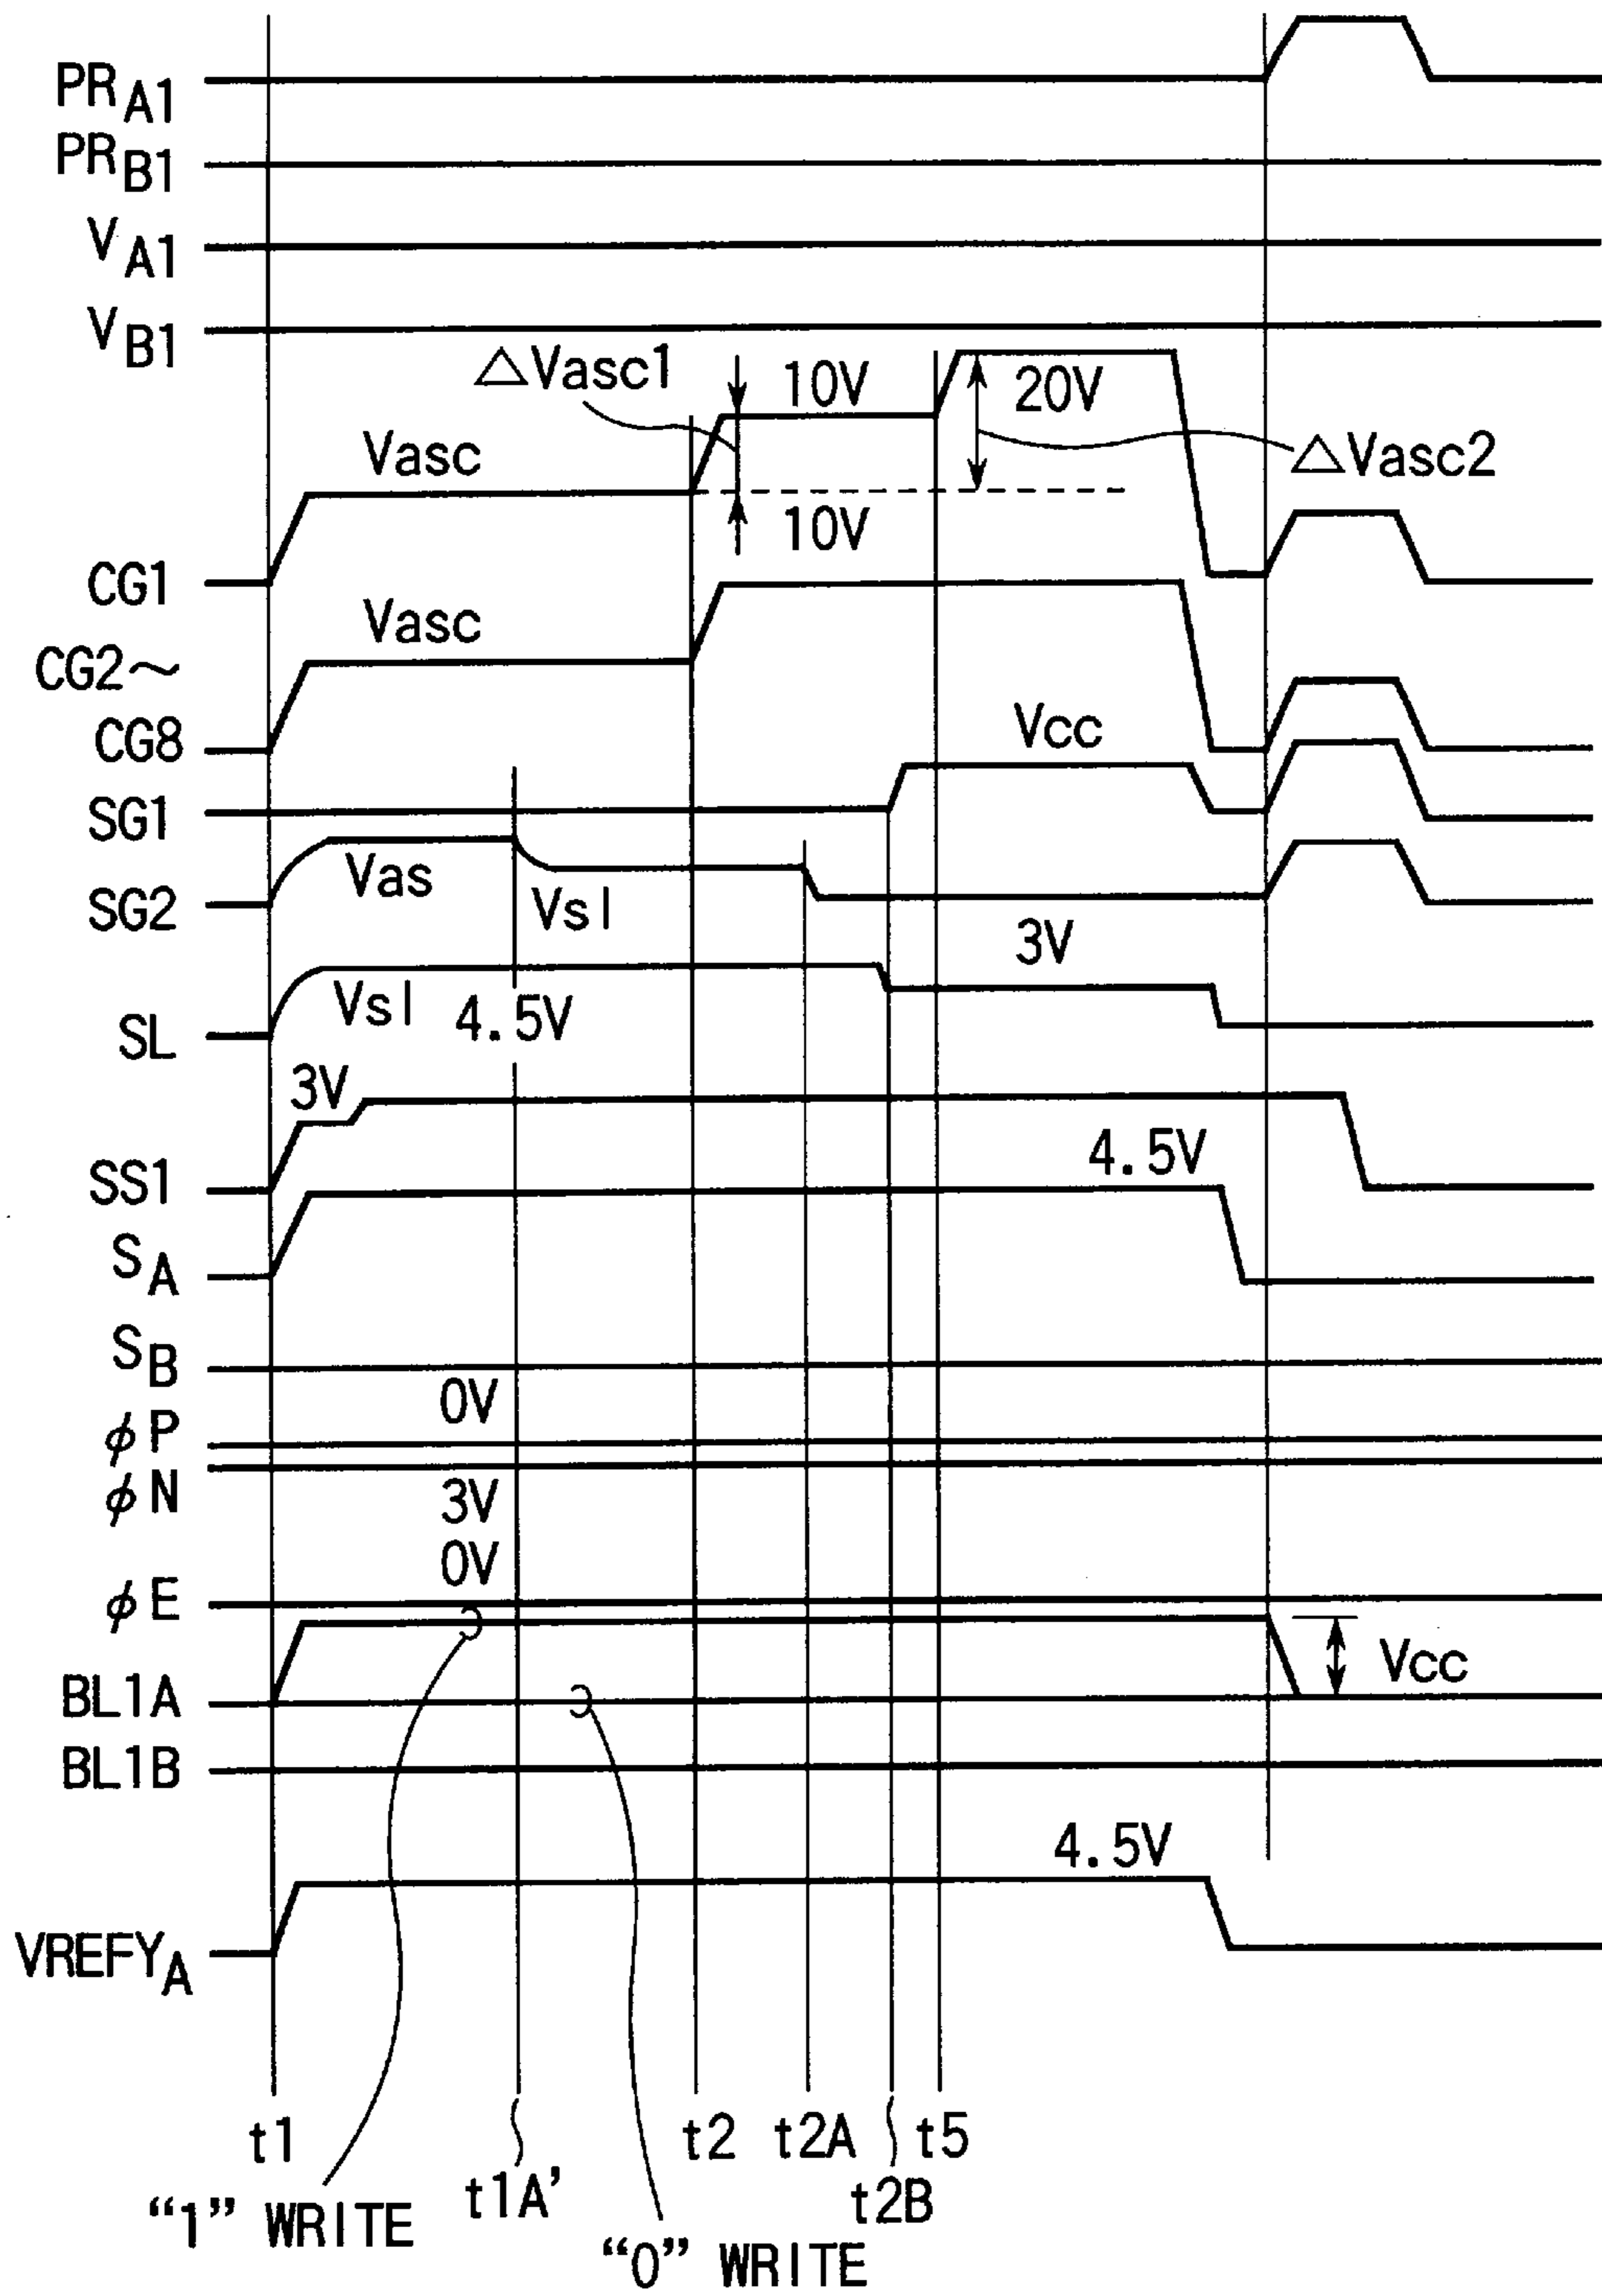 PRA1
PRB1
VA1
VB1
△Vasc1
10V
20V
Vasc
△Vasc2
10V
CG1
Vasc
CG2~
CG8
Vcc
SG1
Vas
SG2
Vsl
3V
Vsl
4.5V
SL
3V
4.5V
SS1
SA
SB
0V
φP
φN
3V
0V
φE
Vcc
BL1A
BL1B
4.5V
VREFYA
t1
t2
t2A
t5
t1A'
t2B
“1” WRITE
“0” WRITE